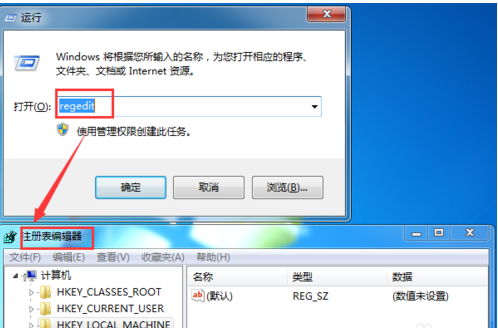 运行
Windows 将根据您所输入的名称，为您打开相应的程序、
文件夹、文档或 Internet 资源。
打开(O):
regedit
使用管理权限创建此任务。
确定
取消
浏览(B)...
注册表编辑器
文件(F) 编辑(E) 查看(V) 收藏夹(A) 帮助(H)
计算机
HKEY_CLASSES_ROOT
HKEY_CURRENT_USER
HKEY_LOCAL_MACHINE
名称 类型 数据
ab (默认) REG_SZ (数值未设置)